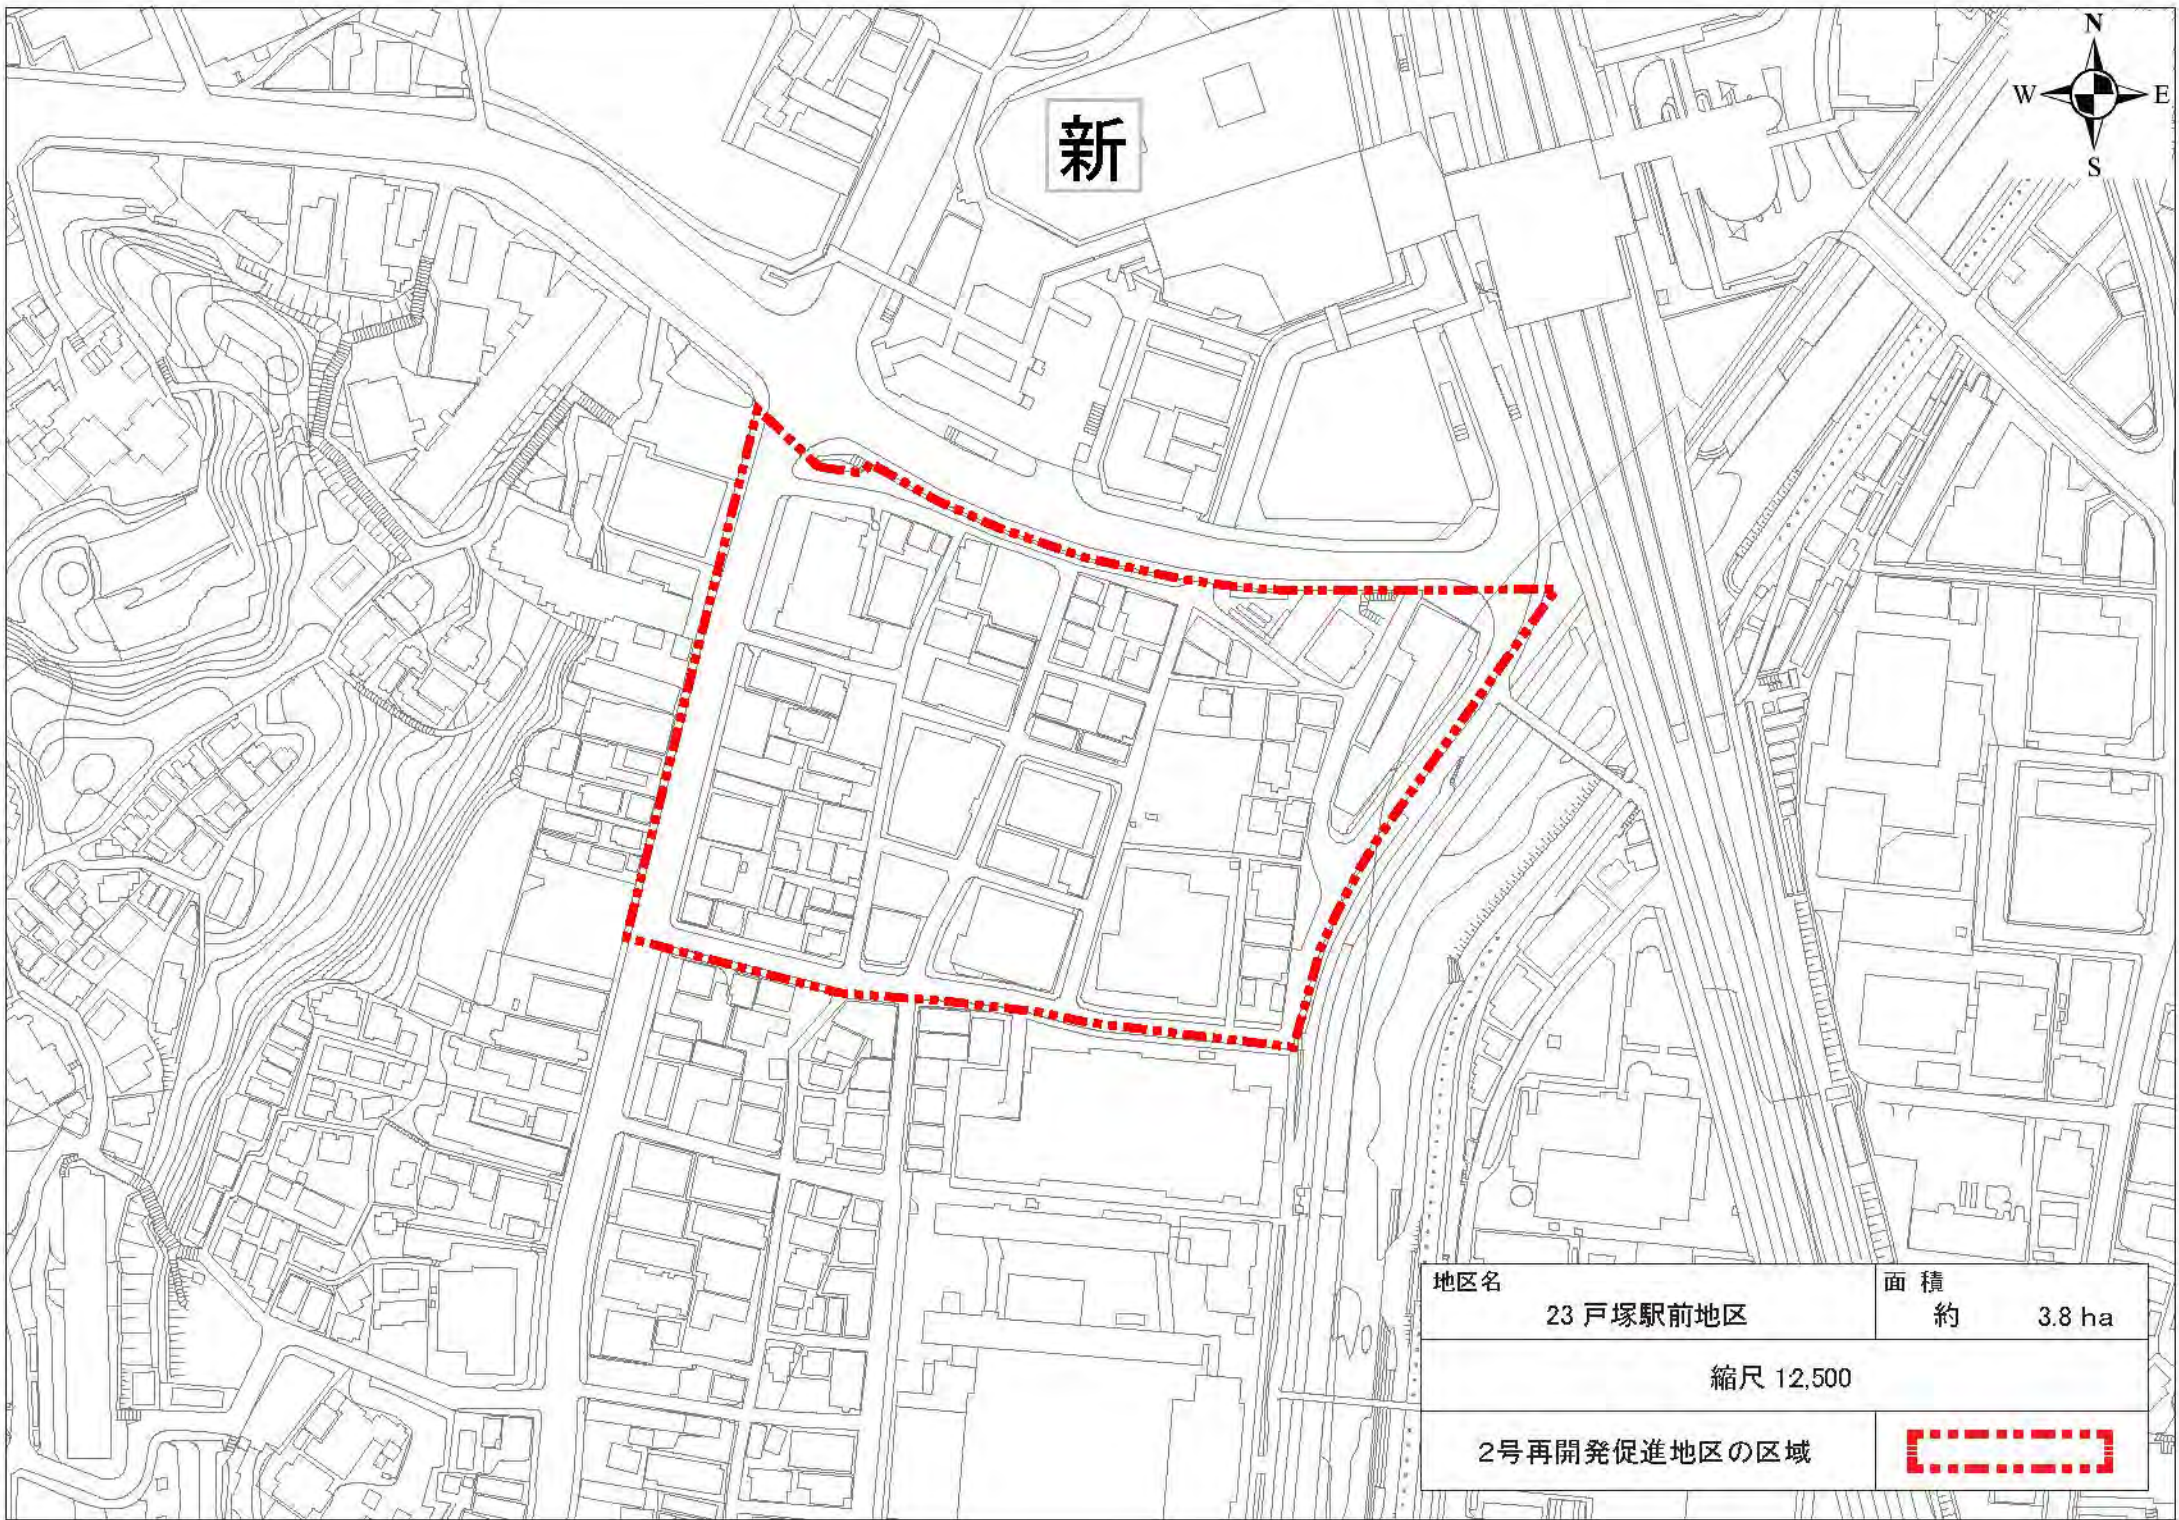 N
W E
S
新
地区名
23 戸塚駅前地区
面 積
約 3.8 ha
縮尺 12,500
2号再開発促進地区の区域